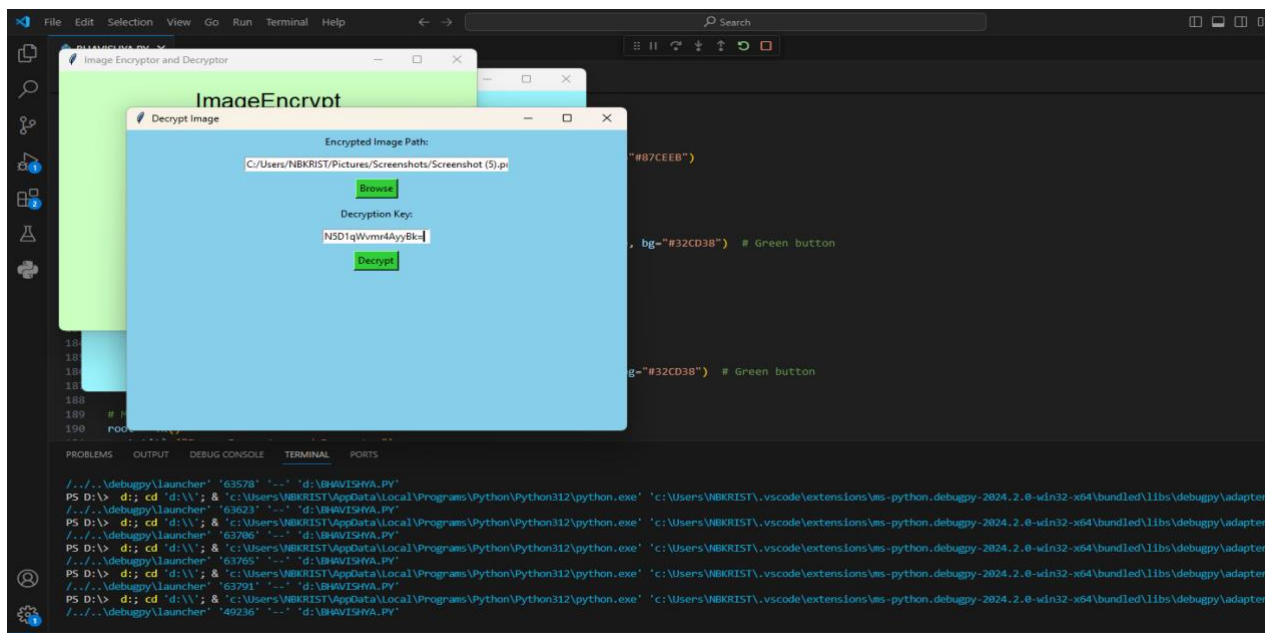 File Edit Selection View Go Run Terminal Help
Search
BHAVISHYA.PY
Image Encryptor and Decryptor
ImageEncrypt
Decrypt Image
Encrypted Image Path:
C:/Users/NBKRIST/Pictures/Screenshots/Screenshot (5).p
Browse
Decryption Key:
N5D1qWvmr4AyyBk=
Decrypt
"#87CEEB")
, bg="#32CD38") # Green button
g="#32CD38") # Green button
188
189 # M
190 roo
PROBLEMS OUTPUT DEBUG CONSOLE TERMINAL PORTS
/../..\debugpy\launcher' '63578' '--' 'd:\BHAVISHYA.PY'
PS D:\> d:; cd 'd:\\'; & 'c:\Users\NBKRIST\AppData\Local\Programs\Python\Python312\python.exe' 'c:\Users\NBKRIST\.vscode\extensions\ms-python.debugpy-2024.2.0-win32-x64\bundled\libs\debugpy\adapter
/../..\debugpy\launcher' '63623' '--' 'd:\BHAVISHYA.PY'
PS D:\> d:; cd 'd:\\'; & 'c:\Users\NBKRIST\AppData\Local\Programs\Python\Python312\python.exe' 'c:\Users\NBKRIST\.vscode\extensions\ms-python.debugpy-2024.2.0-win32-x64\bundled\libs\debugpy\adapter
/../..\debugpy\launcher' '63706' '--' 'd:\BHAVISHYA.PY'
PS D:\> d:; cd 'd:\\'; & 'c:\Users\NBKRIST\AppData\Local\Programs\Python\Python312\python.exe' 'c:\Users\NBKRIST\.vscode\extensions\ms-python.debugpy-2024.2.0-win32-x64\bundled\libs\debugpy\adapter
/../..\debugpy\launcher' '63765' '--' 'd:\BHAVISHYA.PY'
PS D:\> d:; cd 'd:\\'; & 'c:\Users\NBKRIST\AppData\Local\Programs\Python\Python312\python.exe' 'c:\Users\NBKRIST\.vscode\extensions\ms-python.debugpy-2024.2.0-win32-x64\bundled\libs\debugpy\adapter
/../..\debugpy\launcher' '63791' '--' 'd:\BHAVISHYA.PY'
PS D:\> d:; cd 'd:\\'; & 'c:\Users\NBKRIST\AppData\Local\Programs\Python\Python312\python.exe' 'c:\Users\NBKRIST\.vscode\extensions\ms-python.debugpy-2024.2.0-win32-x64\bundled\libs\debugpy\adapter
/../..\debugpy\launcher' '49236' '--' 'd:\BHAVISHYA.PY'